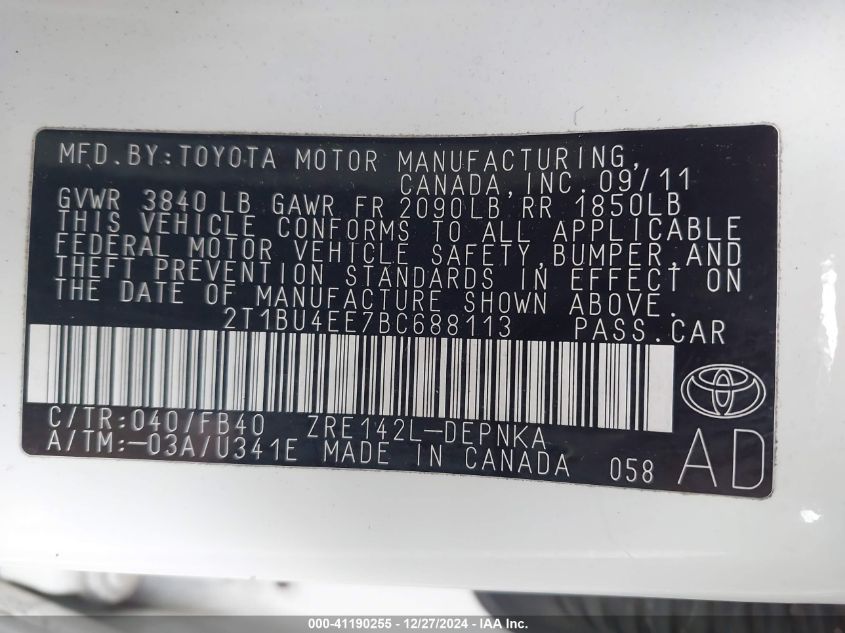 MFD.BY:TOYOTA MOTOR MANUFACTURING,
CANADA,INC. 09/11
GVWR 3840 LB GAWR FR 2090LB RR 1850LB
THIS VEHICLE CONFORMS TO ALL APPLICABLE
FEDERAL MOTOR VEHICLE SAFETY,BUMPER,AND
THEFT PREVENTION STANDARDS IN EFFECT ON
THE DATE OF MANUFACTURE SHOWN ABOVE.
2T1BU4EE7BC688113 PASS.CAR
C/TR:040/FB40 ZRE142L-DEPNKA
A/TM:-03A/U341E MADE IN CANADA 058 AD
000-41190255 - 12/27/2024 - IAA Inc.